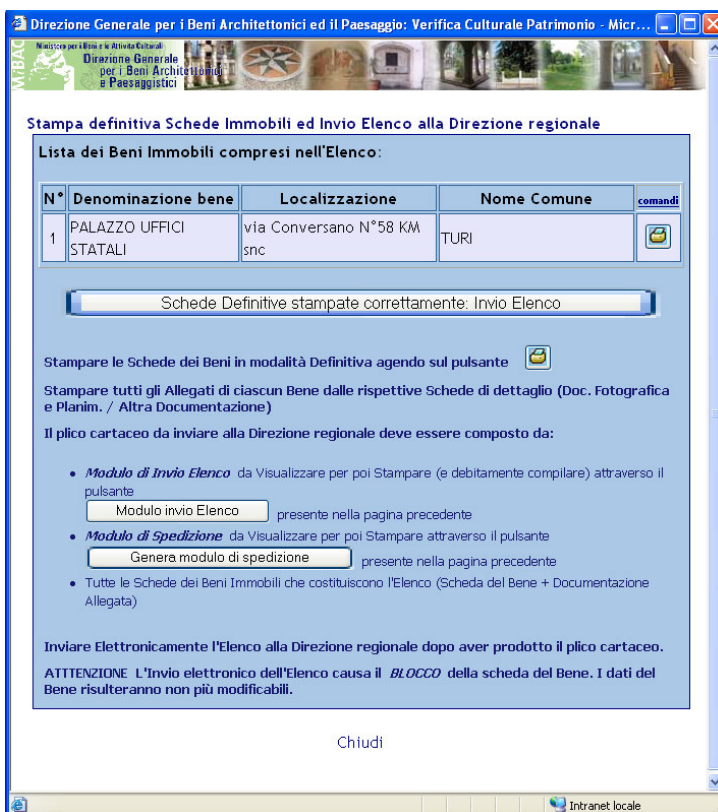 Direzione Generale per i Beni Architettonici ed il Paesaggio: Verifica Culturale Patrimonio - Micr...
MiBAC
Ministero per i Beni e le Attività Culturali
Direzione Generale
per i Beni Architettonici
e Paesaggistici
Stampa definitiva Schede Immobili ed Invio Elenco alla Direzione regionale
Lista dei Beni Immobili compresi nell'Elenco:
N° Denominazione bene Localizzazione Nome Comune comandi
1 PALAZZO UFFICI STATALI via Conversano N°58 KM snc TURI
Schede Definitive stampate correttamente: Invio Elenco
Stampare le Schede dei Beni in modalità Definitiva agendo sul pulsante
Stampare tutti gli Allegati di ciascun Bene dalle rispettive Schede di dettaglio (Doc. Fotografica
e Planim. / Altra Documentazione)
Il plico cartaceo da inviare alla Direzione regionale deve essere composto da:
• Modulo di Invio Elenco da Visualizzare per poi Stampare (e debitamente compilare) attraverso il
pulsante
Modulo invio Elenco presente nella pagina precedente
• Modulo di Spedizione da Visualizzare per poi Stampare attraverso il pulsante
Genera modulo di spedizione presente nella pagina precedente
• Tutte le Schede dei Beni Immobili che costituiscono l'Elenco (Scheda del Bene + Documentazione
Allegata)
Inviare Elettronicamente l'Elenco alla Direzione regionale dopo aver prodotto il plico cartaceo.
ATTTENZIONE L'Invio elettronico dell'Elenco causa il BLOCCO della scheda del Bene. I dati del
Bene risulteranno non più modificabili.
Chiudi
Intranet locale